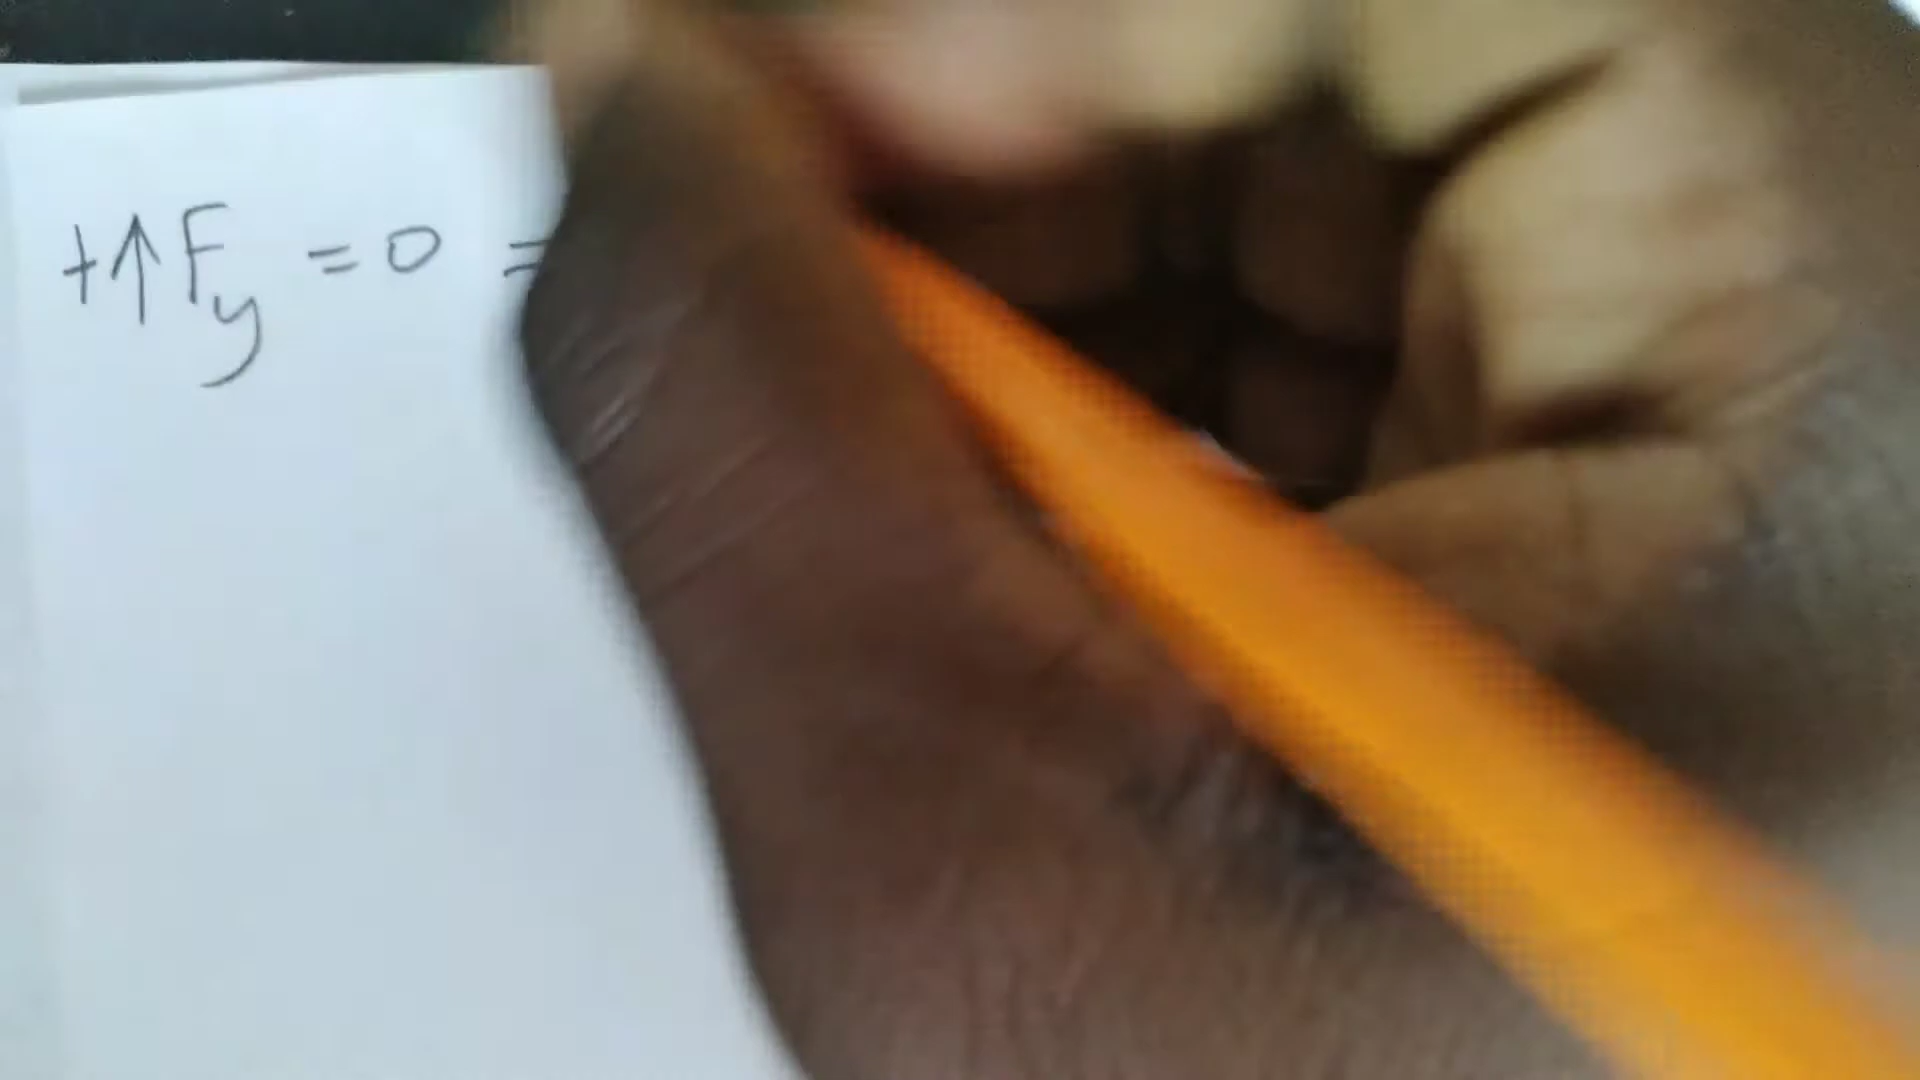 +↑ Fy = 0 =